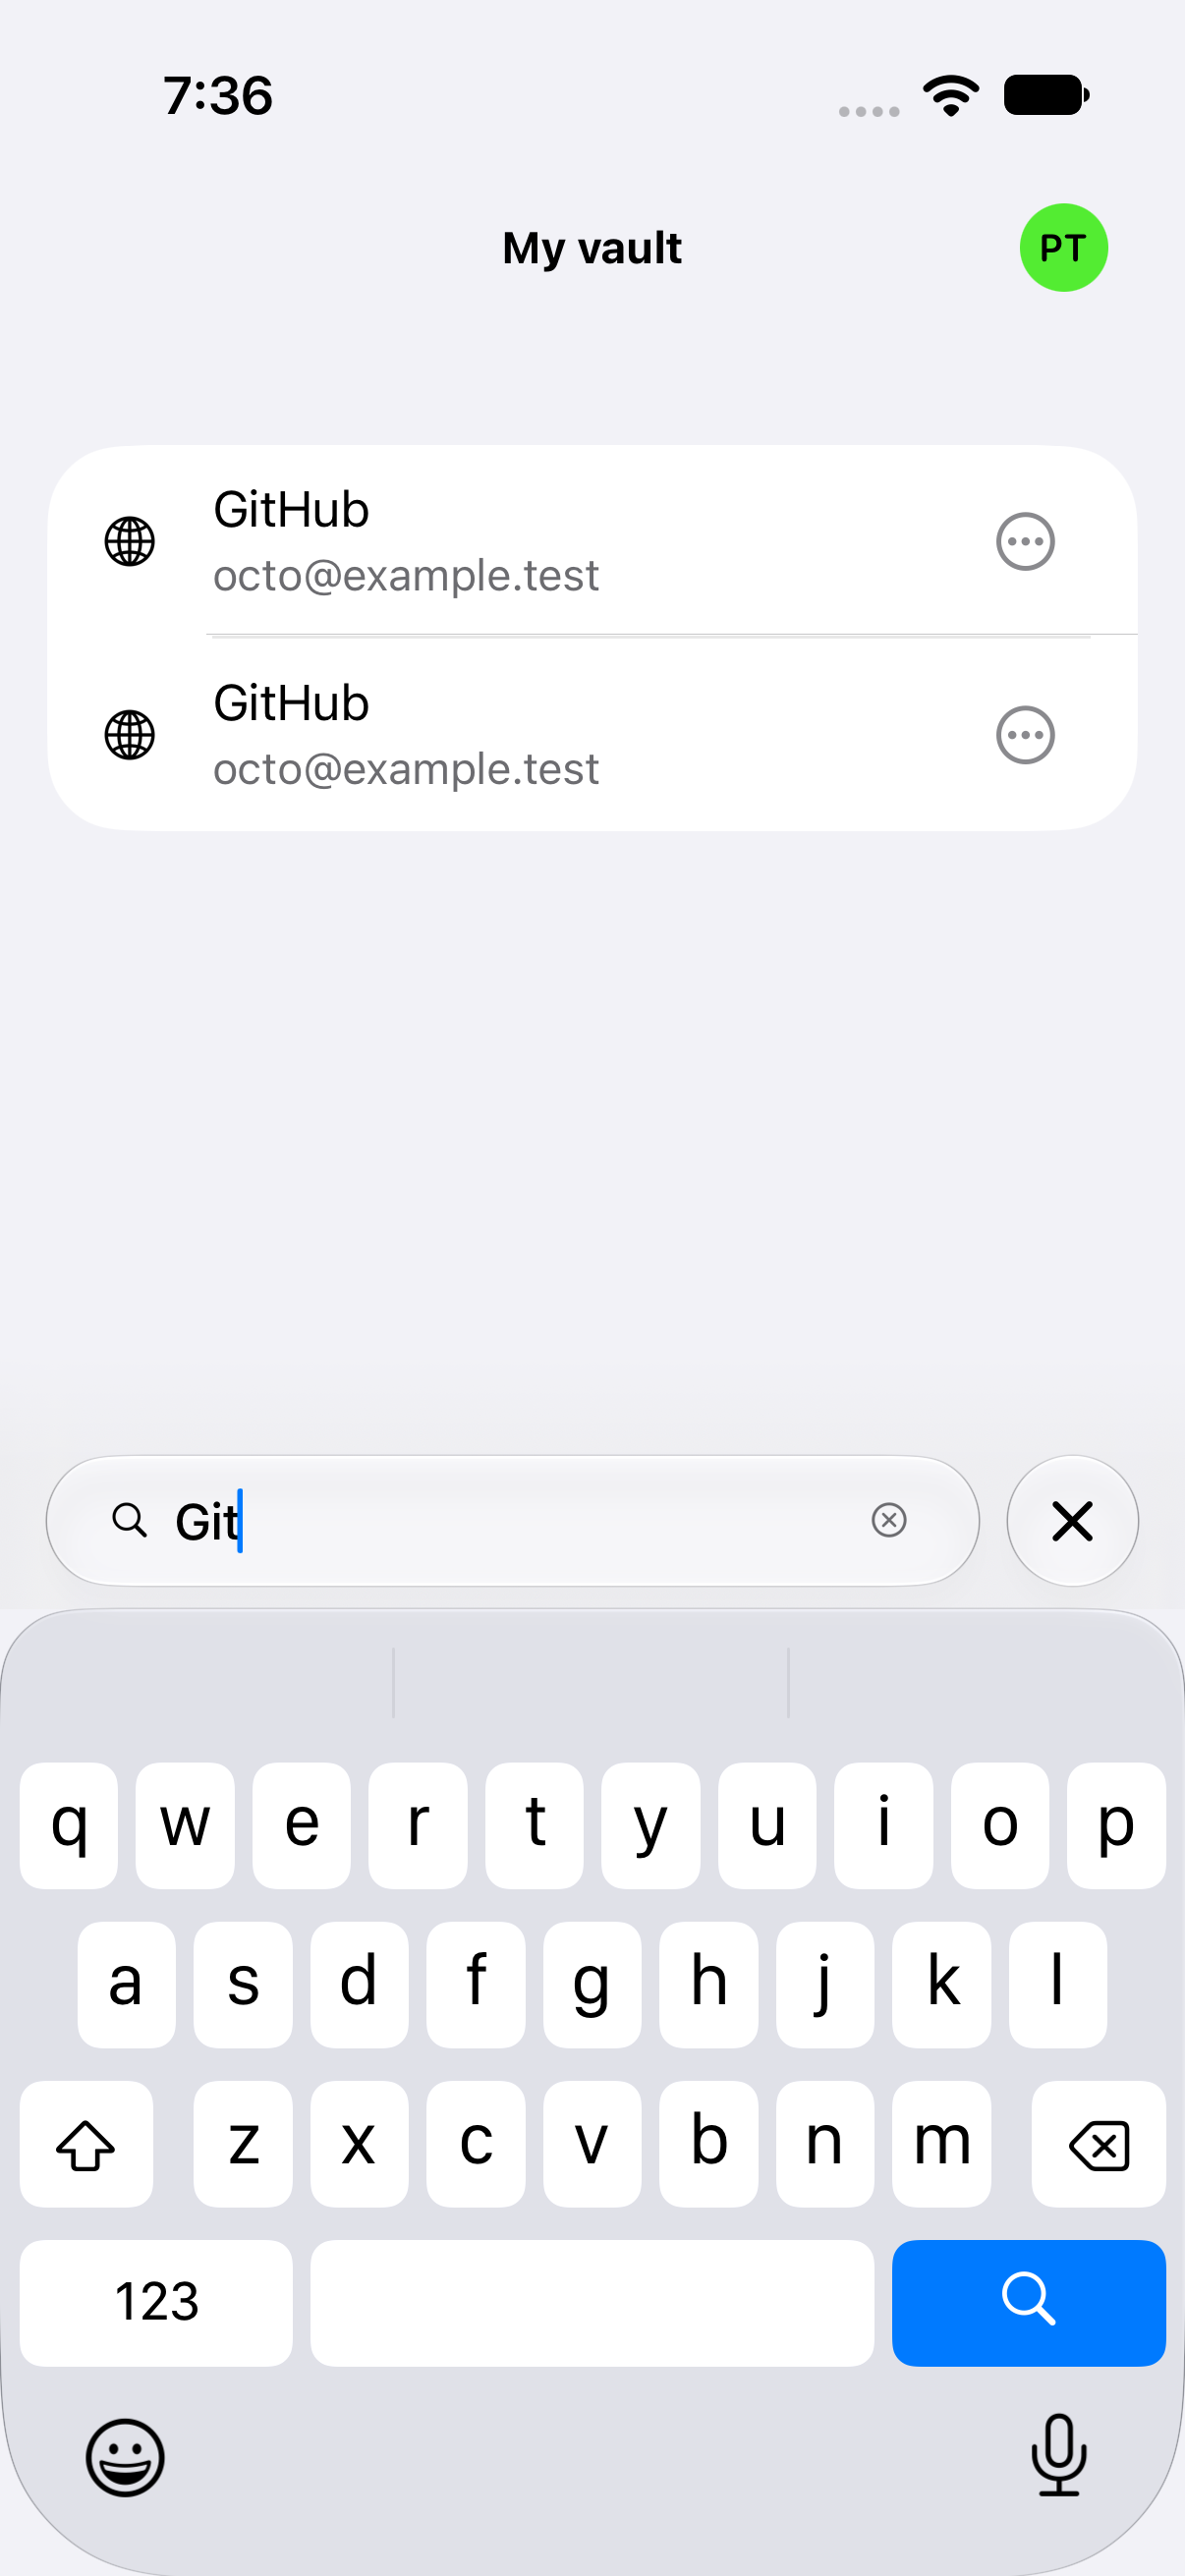 7:36
My vault
PT
GitHub
octo@example.test
GitHub
octo@example.test
Git
q w e r t y u i o p
a s d f g h j k l
z x c v b n m
123